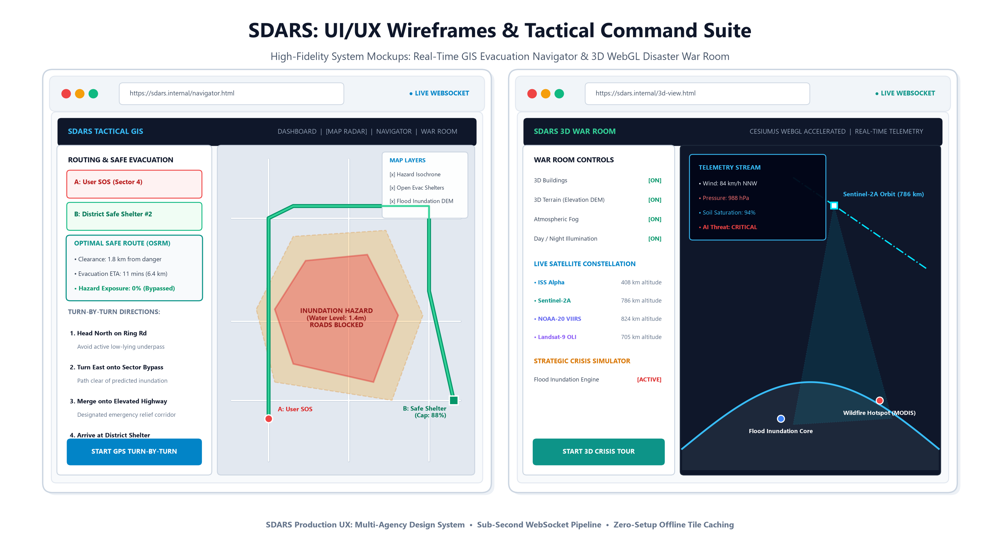 SDARS: UI/UX Wireframes & Tactical Command Suite
High-Fidelity System Mockups: Real-Time GIS Evacuation Navigator & 3D WebGL Disaster War Room
https://sdars.internal/navigator.html
• LIVE WEBSOCKET
SDARS TACTICAL GIS
DASHBOARD | [MAP RADAR] | NAVIGATOR | WAR ROOM
ROUTING & SAFE EVACUATION
A: User SOS (Sector 4)
B: District Safe Shelter #2
OPTIMAL SAFE ROUTE (OSRM)
• Clearance: 1.8 km from danger
• Evacuation ETA: 11 mins (6.4 km)
• Hazard Exposure: 0% (Bypassed)
TURN-BY-TURN DIRECTIONS:
1. Head North on Ring Rd
Avoid active low-lying underpass
2. Turn East onto Sector Bypass
Path clear of predicted inundation
3. Merge onto Elevated Highway
Designated emergency relief corridor
4. Arrive at District Shelter
START GPS TURN-BY-TURN
MAP LAYERS
[x] Hazard Isochrone
[x] Open Evac Shelters
[x] Flood Inundation DEM
INUNDATION HAZARD
(Water Level: 1.4m)
ROADS BLOCKED
A: User SOS
B: Safe Shelter
(Cap: 88%)
https://sdars.internal/3d-view.html
• LIVE WEBSOCKET
SDARS 3D WAR ROOM
CESIUMJS WEBGL ACCELERATED | REAL-TIME TELEMETRY
WAR ROOM CONTROLS
3D Buildings [ON]
3D Terrain (Elevation DEM) [ON]
Atmospheric Fog [ON]
Day / Night Illumination [ON]
LIVE SATELLITE CONSTELLATION
• ISS Alpha 408 km altitude
• Sentinel-2A 786 km altitude
• NOAA-20 VIIRS 824 km altitude
• Landsat-9 OLI 705 km altitude
STRATEGIC CRISIS SIMULATOR
Flood Inundation Engine [ACTIVE]
START 3D CRISIS TOUR
TELEMETRY STREAM
• Wind: 84 km/h NNW
• Pressure: 988 hPa
• Soil Saturation: 94%
• AI Threat: CRITICAL
Sentinel-2A Orbit (786 km)
Wildfire Hotspot (MODIS)
Flood Inundation Core
SDARS Production UX: Multi-Agency Design System • Sub-Second WebSocket Pipeline • Zero-Setup Offline Tile Caching